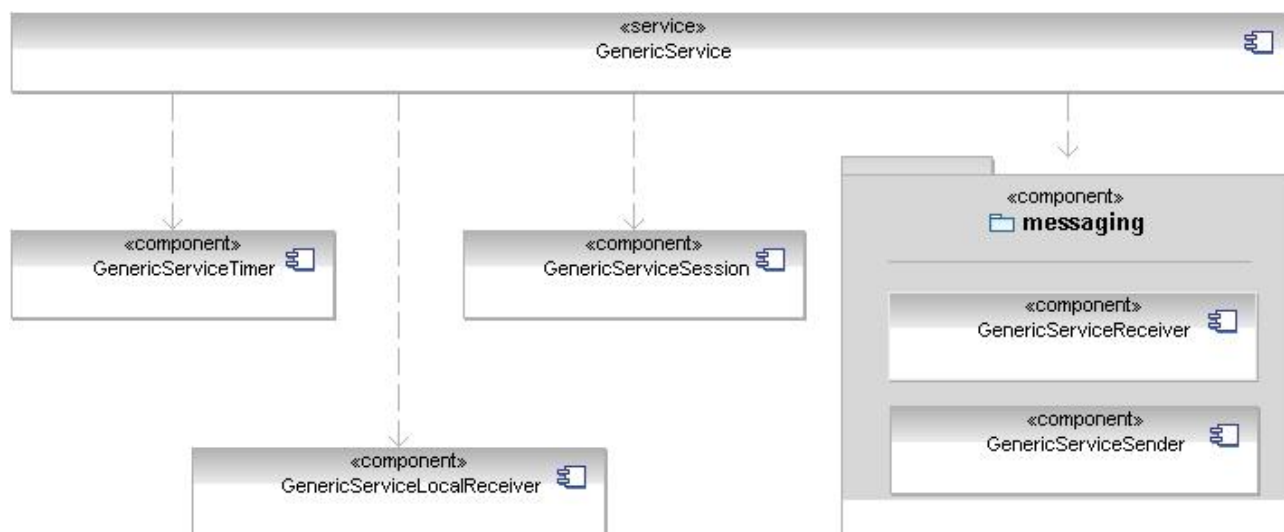 «service»
GenericService
«component»
GenericServiceTimer
«component»
GenericServiceSession
«component»
messaging
«component»
GenericServiceReceiver
«component»
GenericServiceSender
«component»
GenericServiceLocalReceiver